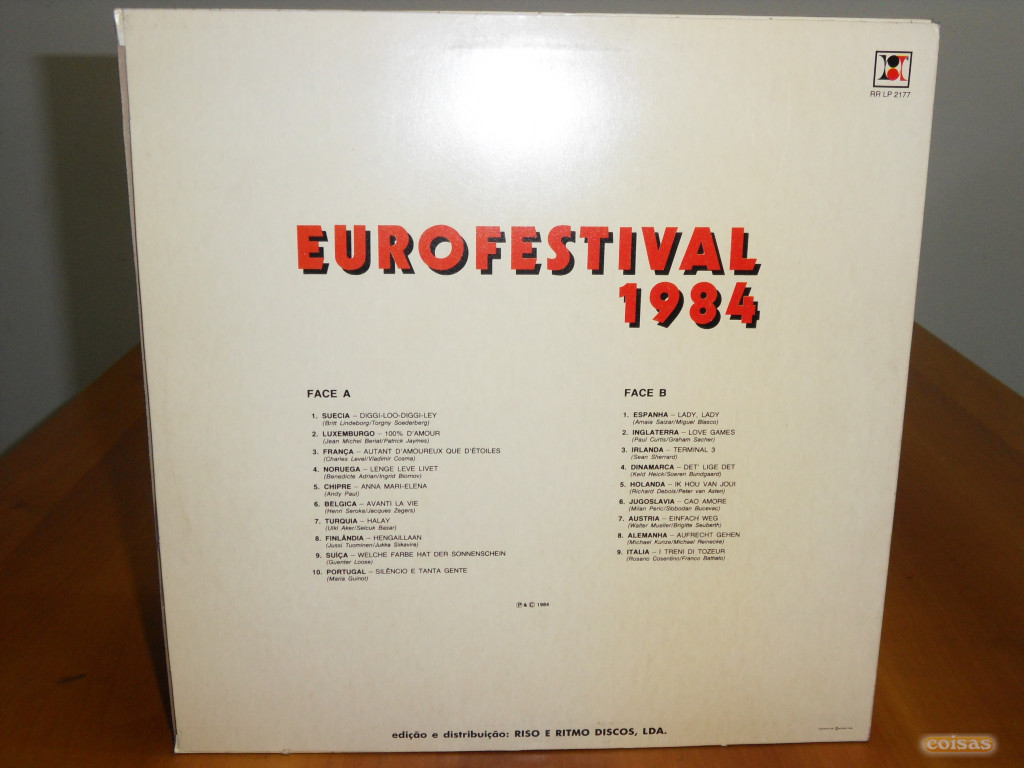 RR LP 2177
EUROFESTIVAL
1984
FACE A
1. SUECIA – DIGGI-LOO-DIGGI-LEY
(Britt Lindeborg/Torgny Soederberg)
2. LUXEMBURGO – 100% D'AMOUR
(Jean Michel Beriat/Patrick Jaymes)
3. FRANÇA – AUTANT D'AMOUREUX QUE D'ÉTOILES
(Charles Level/Vladimir Cosma)
4. NORUEGA – LENGE LEVE LIVET
(Benedicte Adrian/Ingrid Biornov)
5. CHIPRE – ANNA MARI-ELENA
(Andy Paul)
6. BÉLGICA – AVANTI LA VIE
(Henri Seroka/Jacques Zegers)
7. TURQUIA – HALAY
(Ulki Aker/Selcuk Basar)
8. FINLÂNDIA – HENGAILLAAN
(Jussi Tuominen/Jukka Siikavire)
9. SUÍÇA – WELCHE FARBE HAT DER SONNENSCHEIN
(Guenter Loose)
10. PORTUGAL – SILÊNCIO E TANTA GENTE
(Maria Guinot)
FACE B
1. ESPANHA – LADY, LADY
(Amaia Saizar/Miguel Blasco)
2. INGLATERRA – LOVE GAMES
(Paul Curtis/Graham Sacher)
3. IRLANDA – TERMINAL 3
(Sean Sherrard)
4. DINAMARCA – DET' LIGE DET
(Keld Heick/Soeren Bundgaard)
5. HOLANDA – IK HOU VAN JOUI
(Richard Debois/Peter van Asten)
6. JUGOSLAVIA – CAO AMORE
(Milan Peric/Slobodan Bucevac)
7. AUSTRIA – EINFACH WEG
(Walter Mueller/Brigitte Seuberth)
8. ALEMANHA – AUFRECHT GEHEN
(Michael Kunze/Michael Reinecke)
9. ITALIA – I TRENI DI TOZEUR
(Rosario Cosentino/Franco Battiato)
℗ & © 1984
edição e distribuição: RISO E RITMO DISCOS, LDA.
coisas